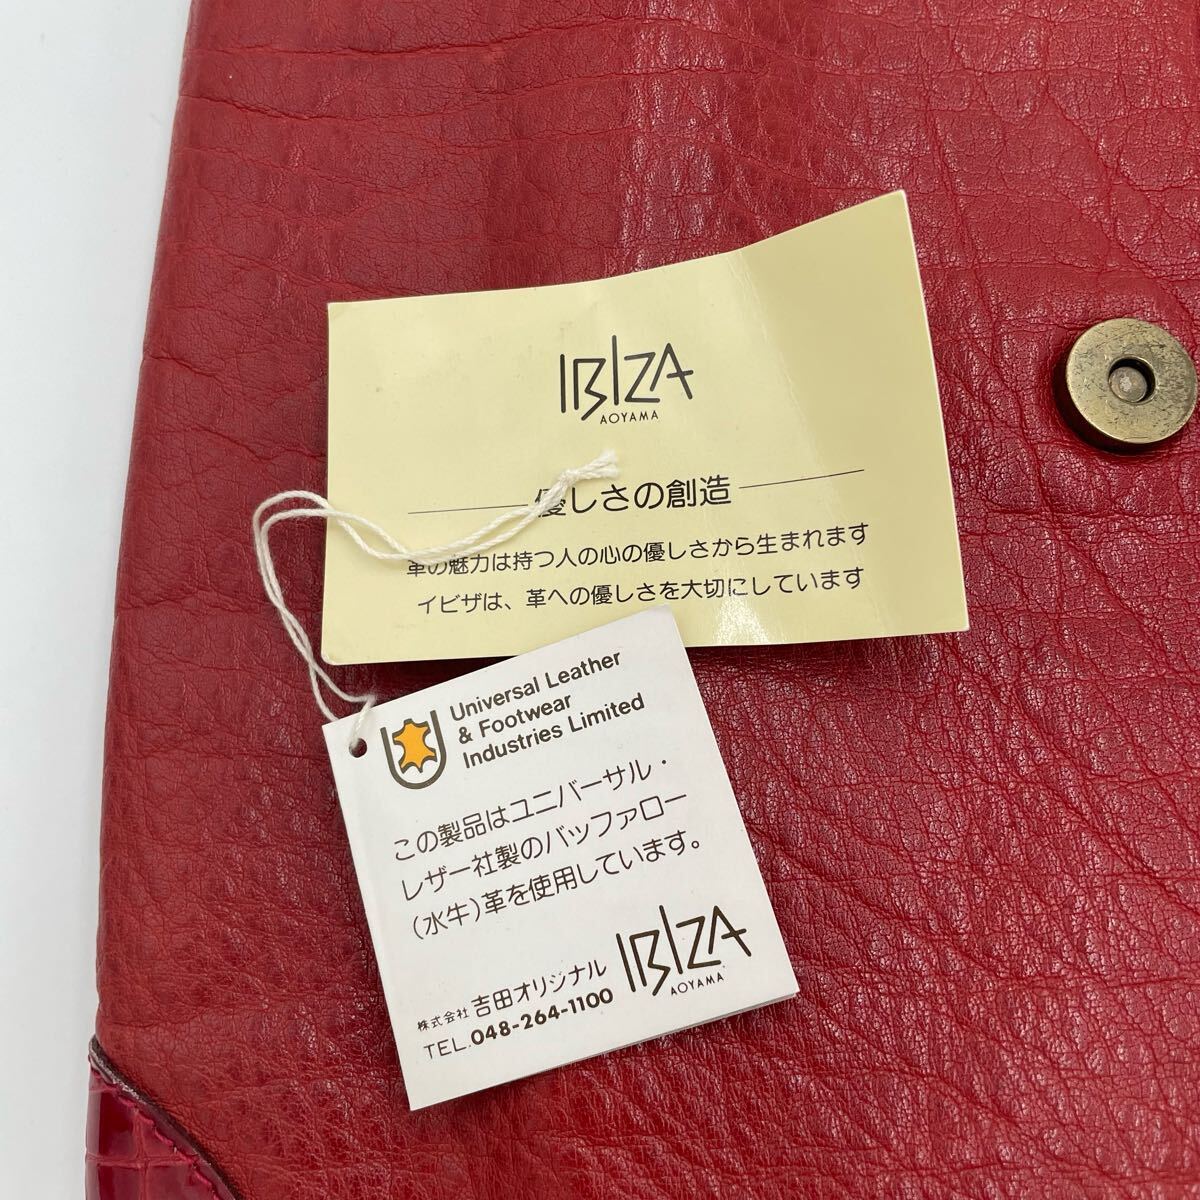 IBIZA
AOYAMA
優しさの創造
革の魅力は持つ人の心の優しさから生まれます
イビザは、革への優しさを大切にしています
Universal Leather
& Footwear
Industries Limited
この製品はユニバーサル・
レザー社製のバッファロー
(水牛)革を使用しています。
株式会社 吉田オリジナル
TEL.048-264-1100
IBIZA
AOYAMA